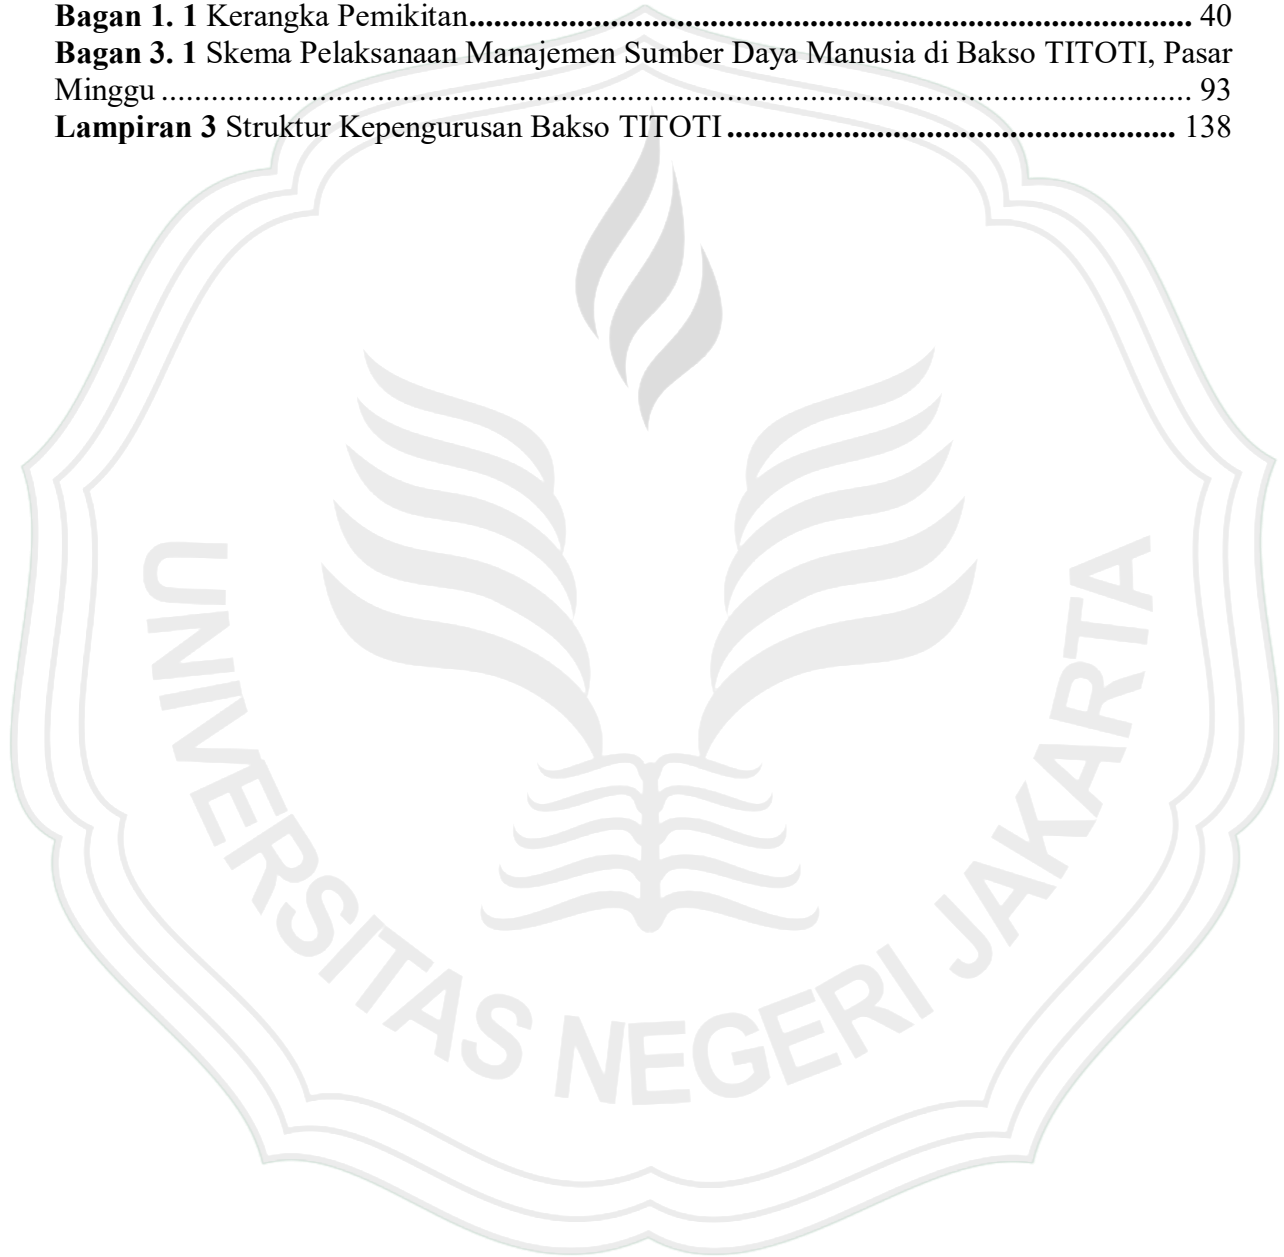 Bagan 1. 1 Kerangka Pemikitan........................................................................................... 40
Bagan 3. 1 Skema Pelaksanaan Manajemen Sumber Daya Manusia di Bakso TITOTI, Pasar
Minggu ................................................................................................................................ 93
Lampiran 3 Struktur Kepengurusan Bakso TITOTI......................................................... 138
UNIVERSITAS NEGERI JAKARTA